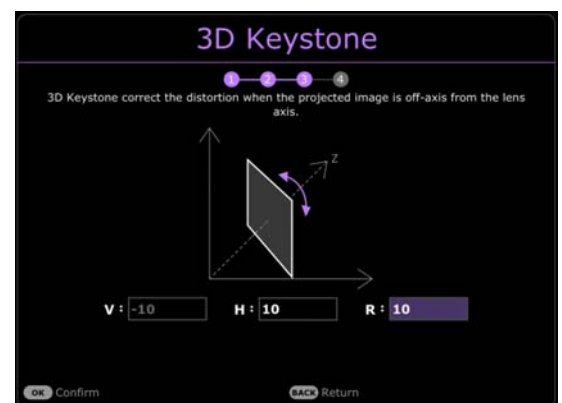 3D Keystone
1 2 3 4
3D Keystone correct the distortion when the projected image is off-axis from the lens
axis.
Z
V : -10 H : 10 R : 10
OK Confirm BACK Return